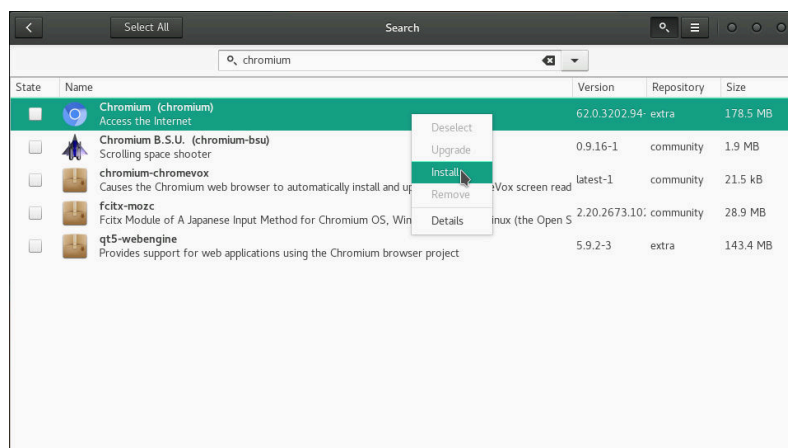 Select All
Search
chromium
State Name Version Repository Size
Chromium (chromium)
Access the Internet
62.0.3202.94- extra 178.5 MB
Chromium B.S.U. (chromium-bsu)
Scrolling space shooter
0.9.16-1 community 1.9 MB
chromium-chromevox
Causes the Chromium web browser to automatically install and up eVox screen read
latest-1 community 21.5 kB
fcitx-mozc
Fcitx Module of A Japanese Input Method for Chromium OS, Win inux (the Open S
2.20.2673.102 community 28.9 MB
qt5-webengine
Provides support for web applications using the Chromium browser project
5.9.2-3 extra 143.4 MB
Deselect
Upgrade
Install
Remove
Details